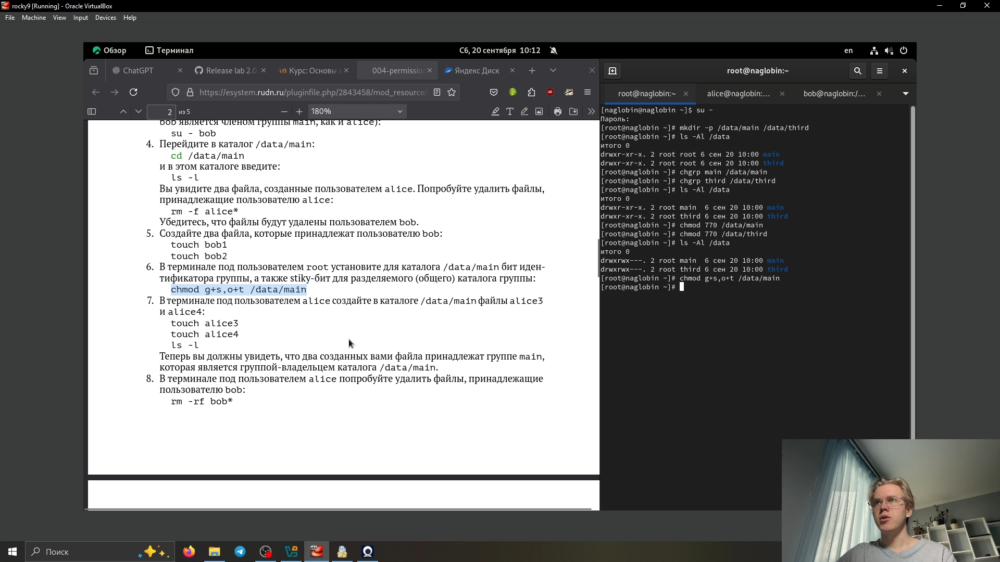 rocky9 [Running] - Oracle VirtualBox
File Machine View Input Devices Help
Обзор Терминал Сб, 20 сентября 10:12 en
ChatGPT Release lab 2.0. Курс: Основы 004-permission Яндекс Диск
https://esystem.rudn.ru/pluginfile.php/2843458/mod_resource/
2 из 5 180%
bob является членом группы main, как и alice):
su - bob
4. Перейдите в каталог /data/main:
cd /data/main
и в этом каталоге введите:
ls -l
Вы увидите два файла, созданные пользователем alice. Попробуйте удалить файлы,
принадлежащие пользователю alice:
rm -f alice*
Убедитесь, что файлы будут удалены пользователем bob.
5. Создайте два файла, которые принадлежат пользователю bob:
touch bob1
touch bob2
6. В терминале под пользователем root установите для каталога /data/main бит иден-
тификатора группы, а также stiky-бит для разделяемого (общего) каталога группы:
chmod g+s,o+t /data/main
7. В терминале под пользователем alice создайте в каталоге /data/main файлы alice3
и alice4:
touch alice3
touch alice4
ls -l
Теперь вы должны увидеть, что два созданных вами файла принадлежат группе main,
которая является группой-владельцем каталога /data/main.
8. В терминале под пользователем alice попробуйте удалить файлы, принадлежащие
пользователю bob:
rm -rf bob*
root@naglobin:~
root@naglobin:~ alice@naglobin:... bob@naglobin:/...
[naglobin@naglobin ~]$ su -
Пароль:
[root@naglobin ~]# mkdir -p /data/main /data/third
[root@naglobin ~]# ls -Al /data
итого 0
drwxr-xr-x. 2 root root 6 сен 20 10:00 main
drwxr-xr-x. 2 root root 6 сен 20 10:00 third
[root@naglobin ~]# chgrp main /data/main
[root@naglobin ~]# chgrp third /data/third
[root@naglobin ~]# ls -Al /data
итого 0
drwxr-xr-x. 2 root main  6 сен 20 10:00 main
drwxr-xr-x. 2 root third 6 сен 20 10:00 third
[root@naglobin ~]# chmod 770 /data/main
[root@naglobin ~]# chmod 770 /data/third
[root@naglobin ~]# ls -Al /data
итого 0
drwxrwx---. 2 root main  6 сен 20 10:00 main
drwxrwx---. 2 root third 6 сен 20 10:00 third
[root@naglobin ~]# chmod g+s,o+t /data/main
[root@naglobin ~]#
Поиск